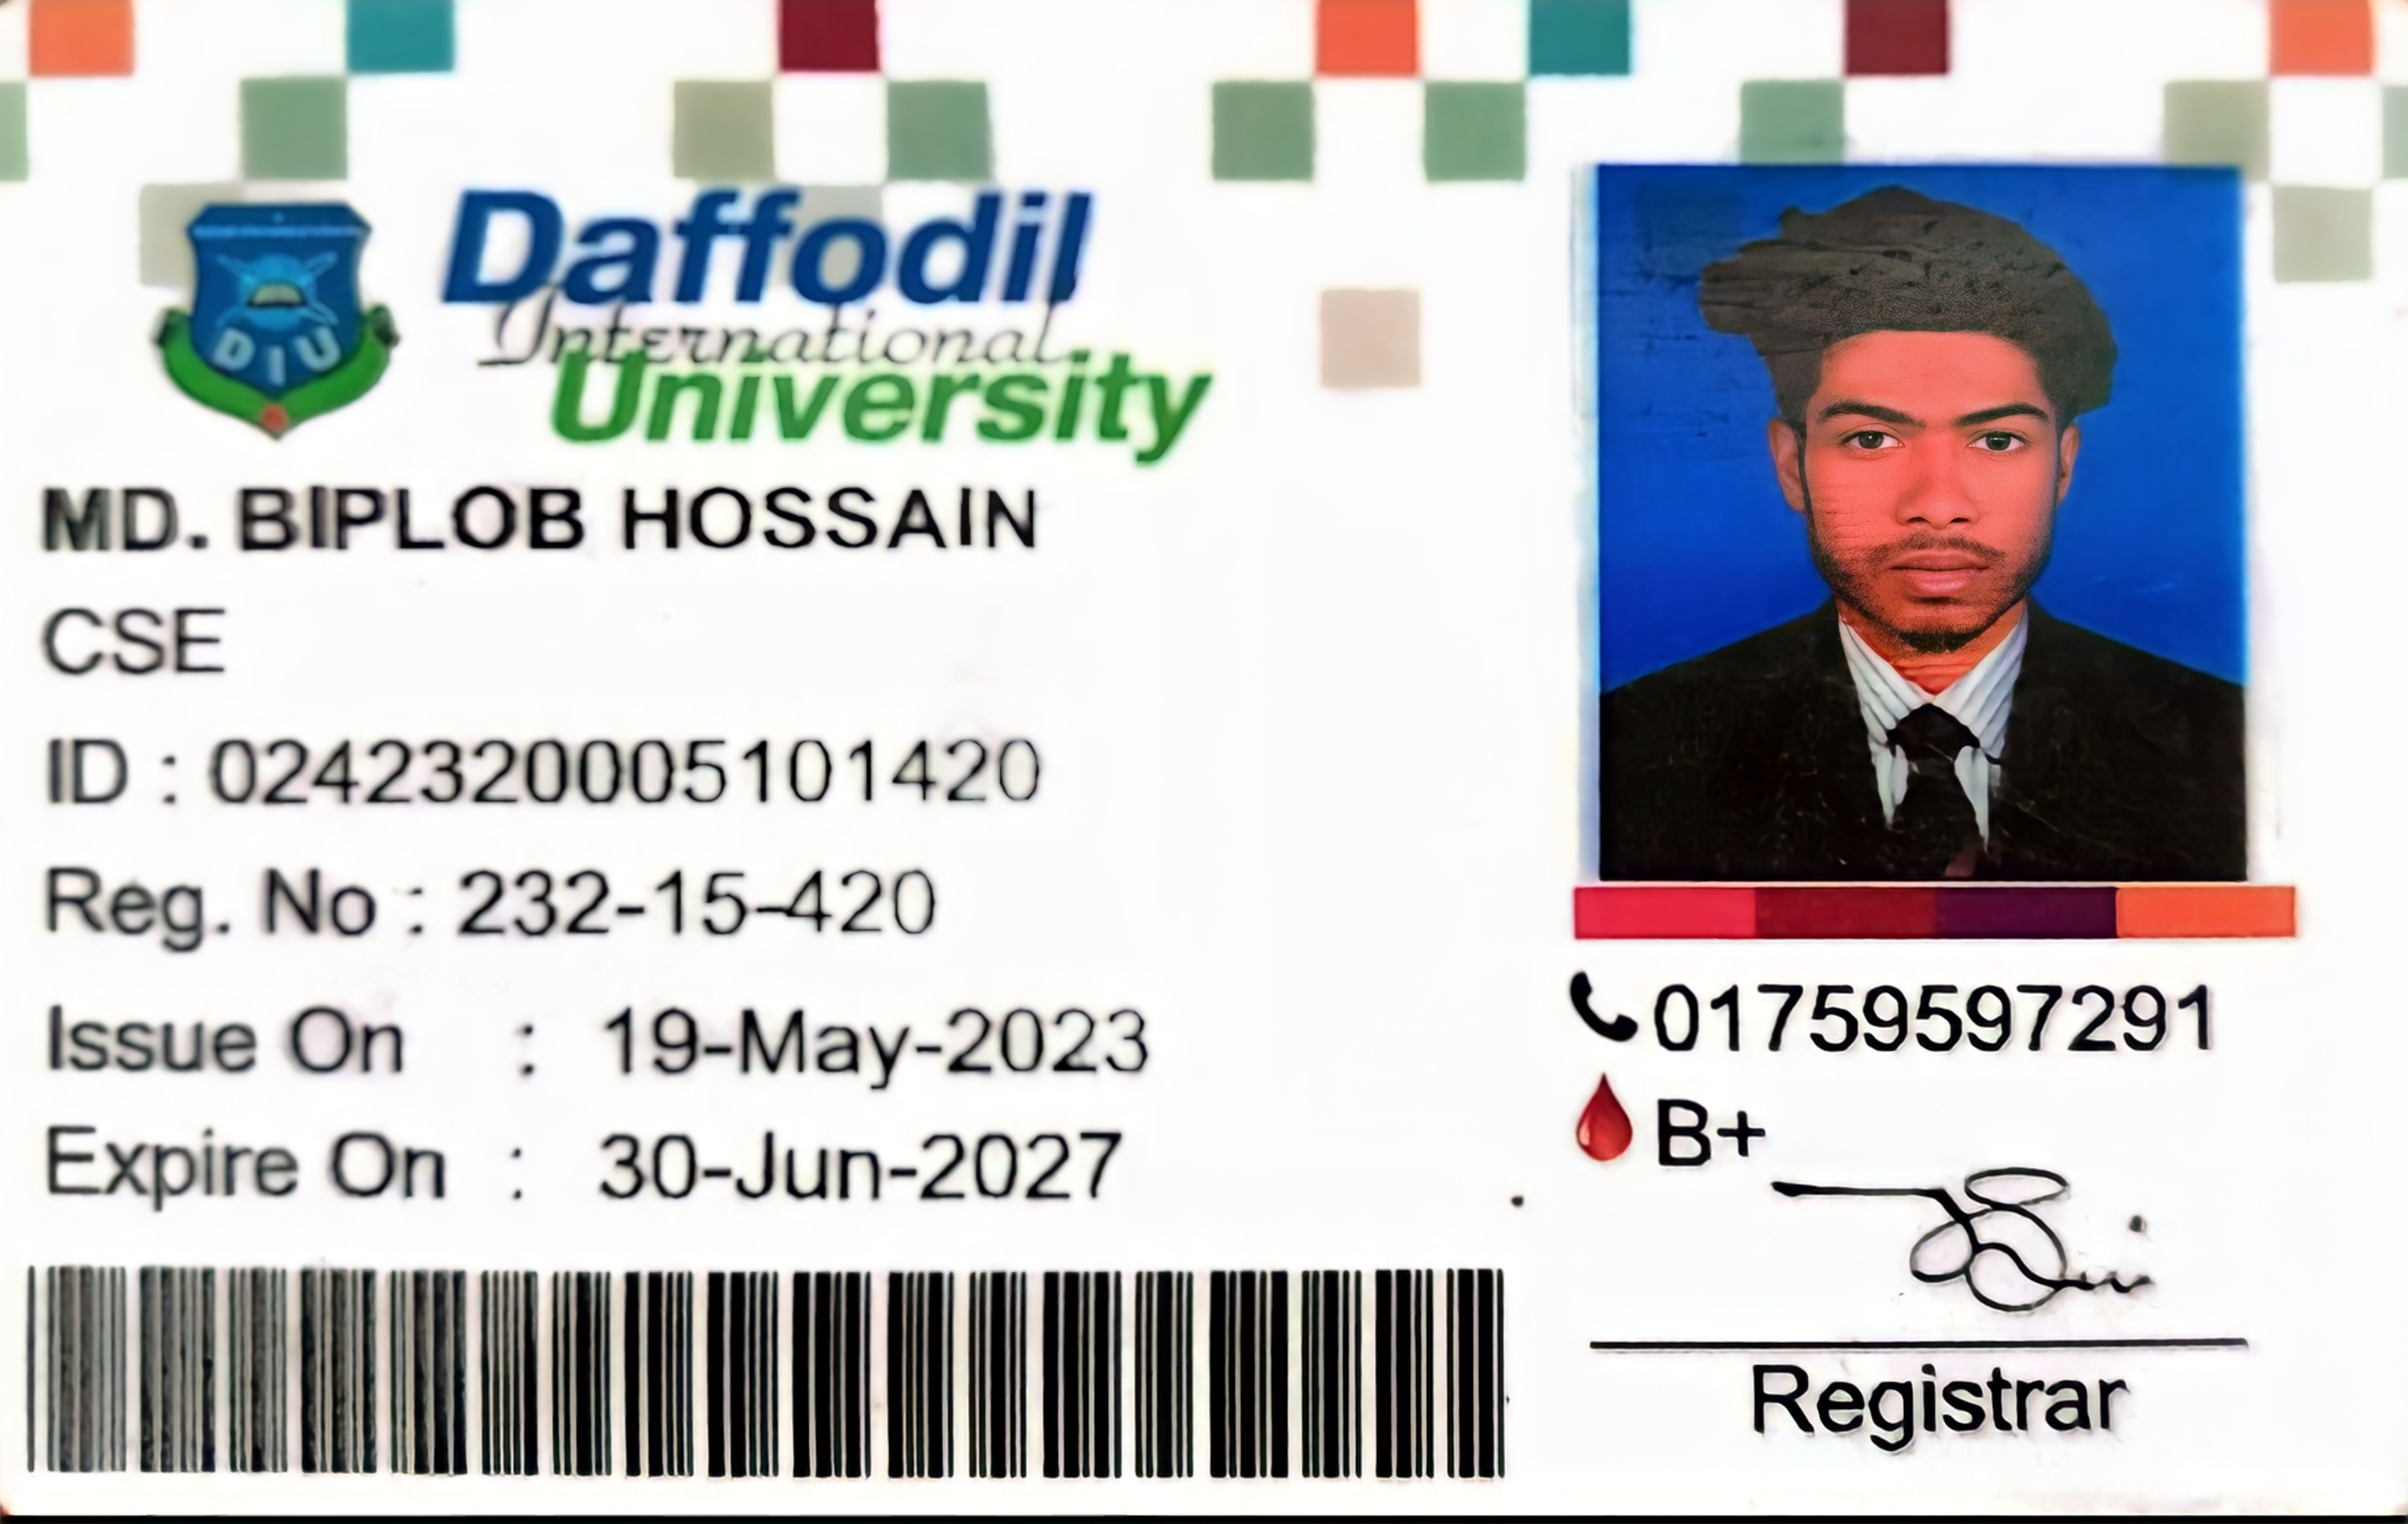 DIU
Daffodil
International
University
MD. BIPLOB HOSSAIN
CSE
ID : 0242320005101420
Reg. No : 232-15-420
Issue On : 19-May-2023
Expire On : 30-Jun-2027
01759597291
B+
Registrar